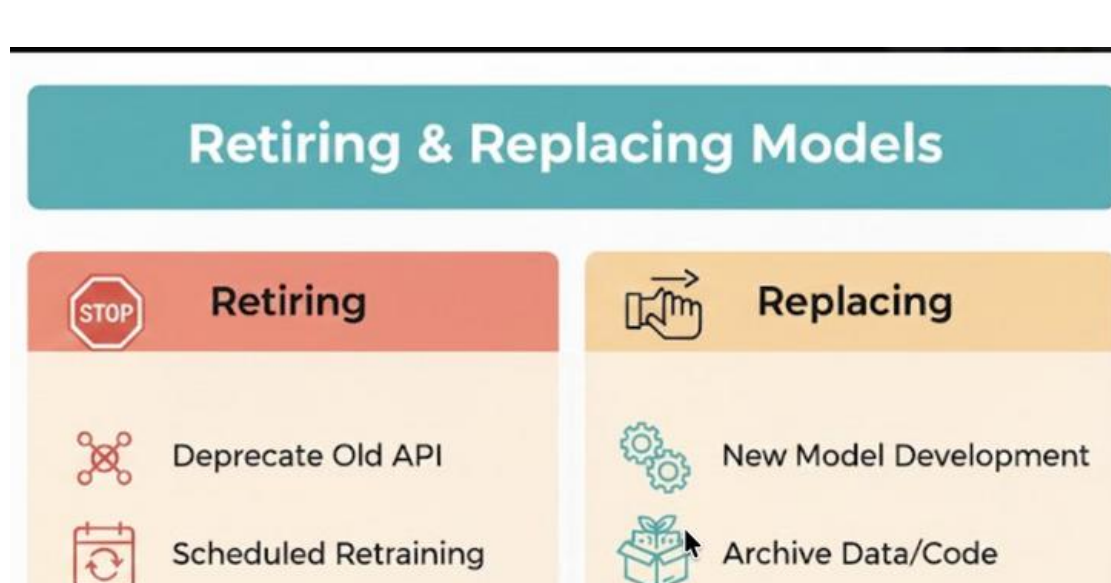 Retiring & Replacing Models
STOP
Retiring
Replacing
Deprecate Old API
New Model Development
Scheduled Retraining
Archive Data/Code